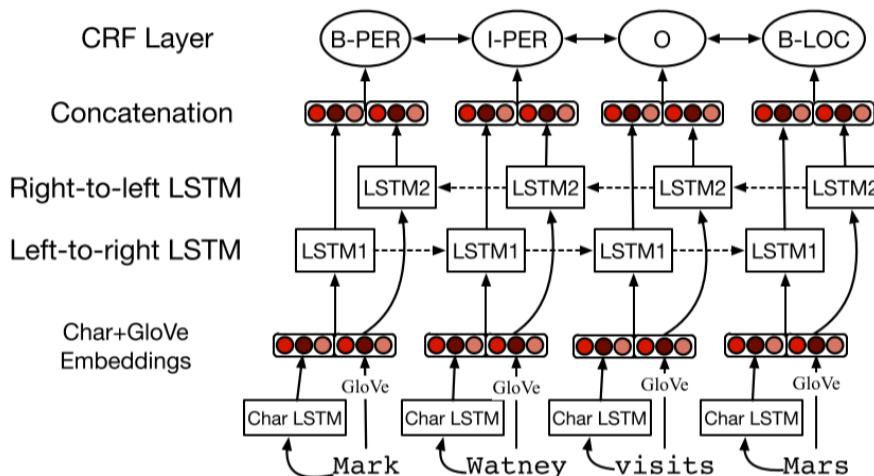 CRF Layer B-PER I-PER O B-LOC
Concatenation
Right-to-left LSTM LSTM2 LSTM2 LSTM2 LSTM2
Left-to-right LSTM LSTM1 LSTM1 LSTM1 LSTM1
Char+GloVe
Embeddings
GloVe GloVe GloVe GloVe
Char LSTM Char LSTM Char LSTM Char LSTM
Mark Watney visits Mars